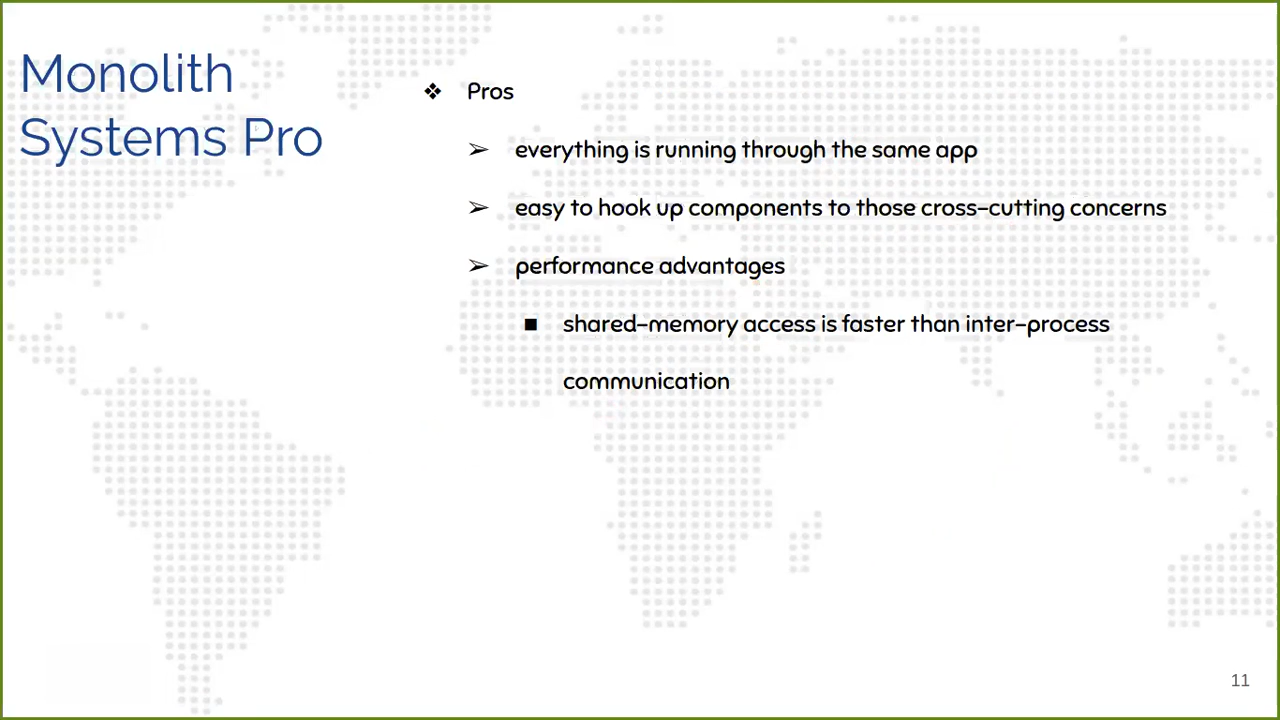 Monolith
Systems Pro
❖ Pros
➢ everything is running through the same app
➢ easy to hook up components to those cross-cutting concerns
➢ performance advantages
■ shared-memory access is faster than inter-process
communication
11